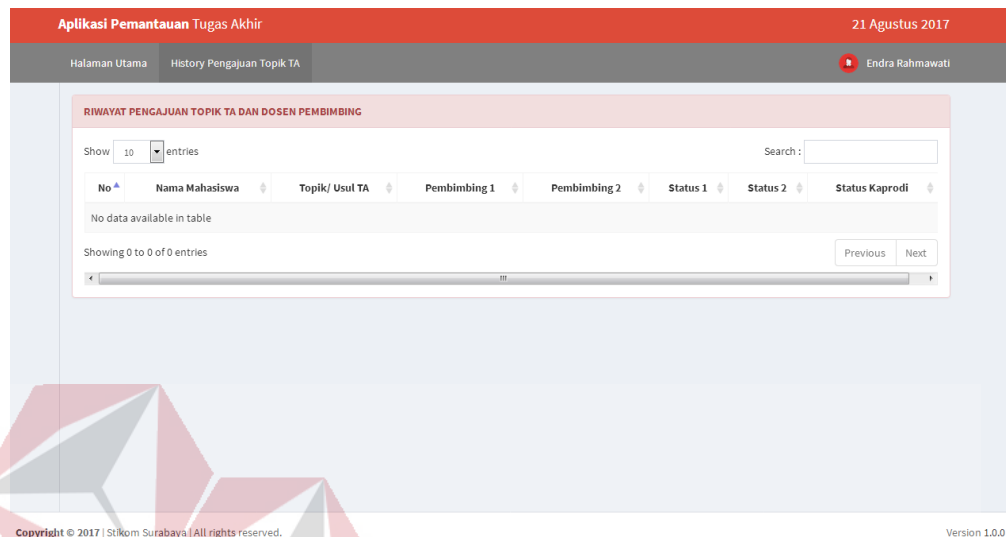 Aplikasi Pemantauan Tugas Akhir 21 Agustus 2017
Halaman Utama History Pengajuan Topik TA Endra Rahmawati
RIWAYAT PENGAJUAN TOPIK TA DAN DOSEN PEMBIMBING
Show 10 entries Search :
No Nama Mahasiswa Topik/ Usul TA Pembimbing 1 Pembimbing 2 Status 1 Status 2 Status Kaprodi
No data available in table
Showing 0 to 0 of 0 entries Previous Next
Copyright © 2017 | Stikom Surabaya | All rights reserved. Version 1.0.0